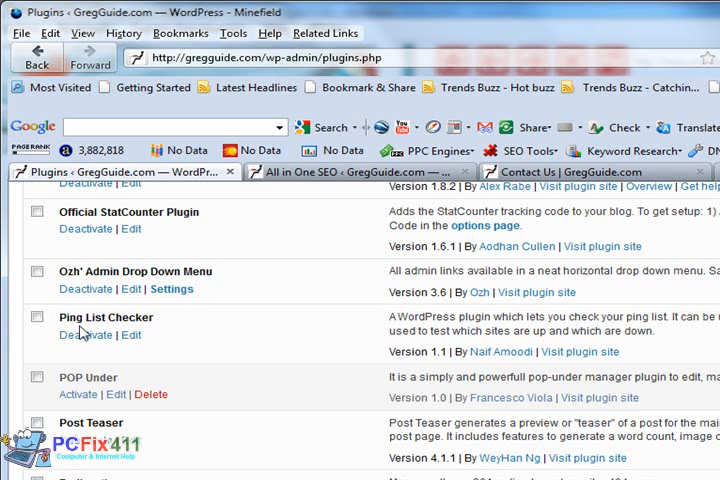 Plugins ‹ GregGuide.com — WordPress - Minefield
File Edit View History Bookmarks Tools Help Related Links
Back Forward http://gregguide.com/wp-admin/plugins.php
Most Visited Getting Started Latest Headlines Bookmark & Share Trends Buzz - Hot buzz Trends Buzz - Catchin...
Google Search Share Check Translate
PAGERANK 3,882,818 No Data No Data No Data PPC Engines SEO Tools Keyword Research
Plugins ‹ GregGuide.com — WordPr... All in One SEO ‹ GregGuide.com — ... Contact Us | GregGuide.com
Deactivate | Edit
Version 1.8.2 | By Alex Rabe | Visit plugin site | Overview | Get help
Official StatCounter Plugin
Deactivate | Edit
Adds the StatCounter tracking code to your blog. To get setup: 1)
Code in the options page.
Version 1.6.1 | By Aodhan Cullen | Visit plugin site
Ozh' Admin Drop Down Menu
Deactivate | Edit | Settings
All admin links available in a neat horizontal drop down menu.
Version 3.6 | By Ozh | Visit plugin site
Ping List Checker
Deactivate | Edit
A WordPress plugin which lets you check your ping list. It can be
used to test which sites are up and which are down.
Version 1.1 | By Naif Amoodi | Visit plugin site
POP Under
Activate | Edit | Delete
It is a simply and powerfull pop-under manager plugin to edit,
Version 1.0 | By Francesco Viola | Visit plugin site
Post Teaser
Post Teaser generates a preview or "teaser" of a post for the
post page. It includes features to generate a word count, image
Version 4.1.1 | By WeyHan Ng | Visit plugin site
PCFix411
Computer & Internet Help